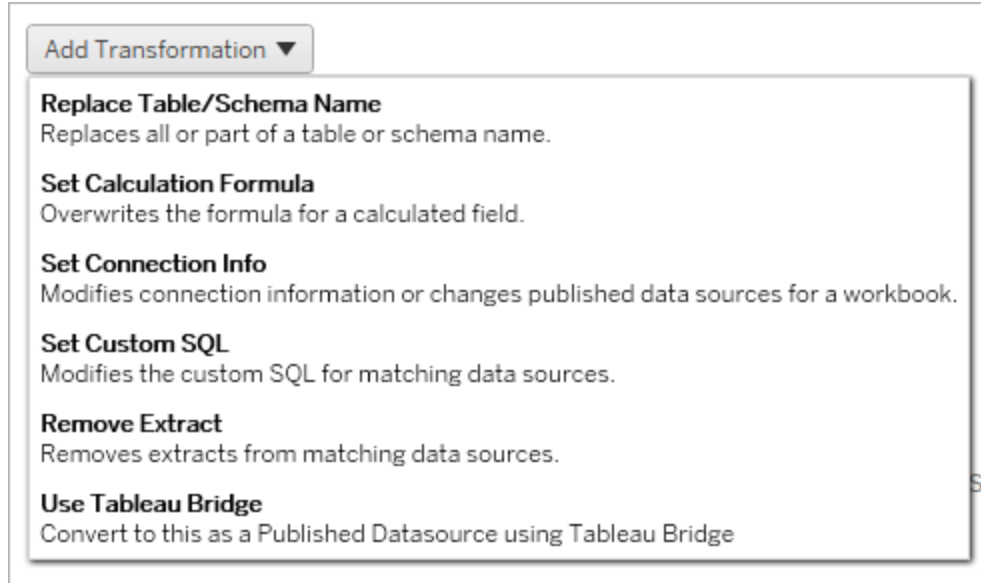 Add Transformation ▼
Replace Table/Schema Name
Replaces all or part of a table or schema name.
Set Calculation Formula
Overwrites the formula for a calculated field.
Set Connection Info
Modifies connection information or changes published data sources for a workbook.
Set Custom SQL
Modifies the custom SQL for matching data sources.
Remove Extract
Removes extracts from matching data sources.
Use Tableau Bridge
Convert to this as a Published Datasource using Tableau Bridge